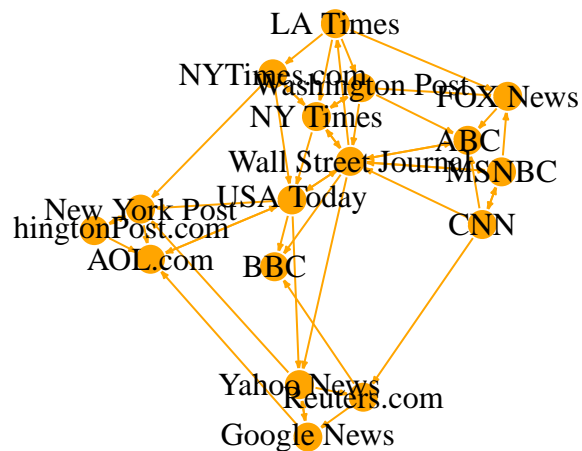 LA Times
NYTimes.com
Washington Post
FOX News
NY Times
ABC
Wall Street Journal
MSNBC
USA Today
New York Post
CNN
hingtonPost.com
AOL.com
BBC
Yahoo News
Reuters.com
Google News